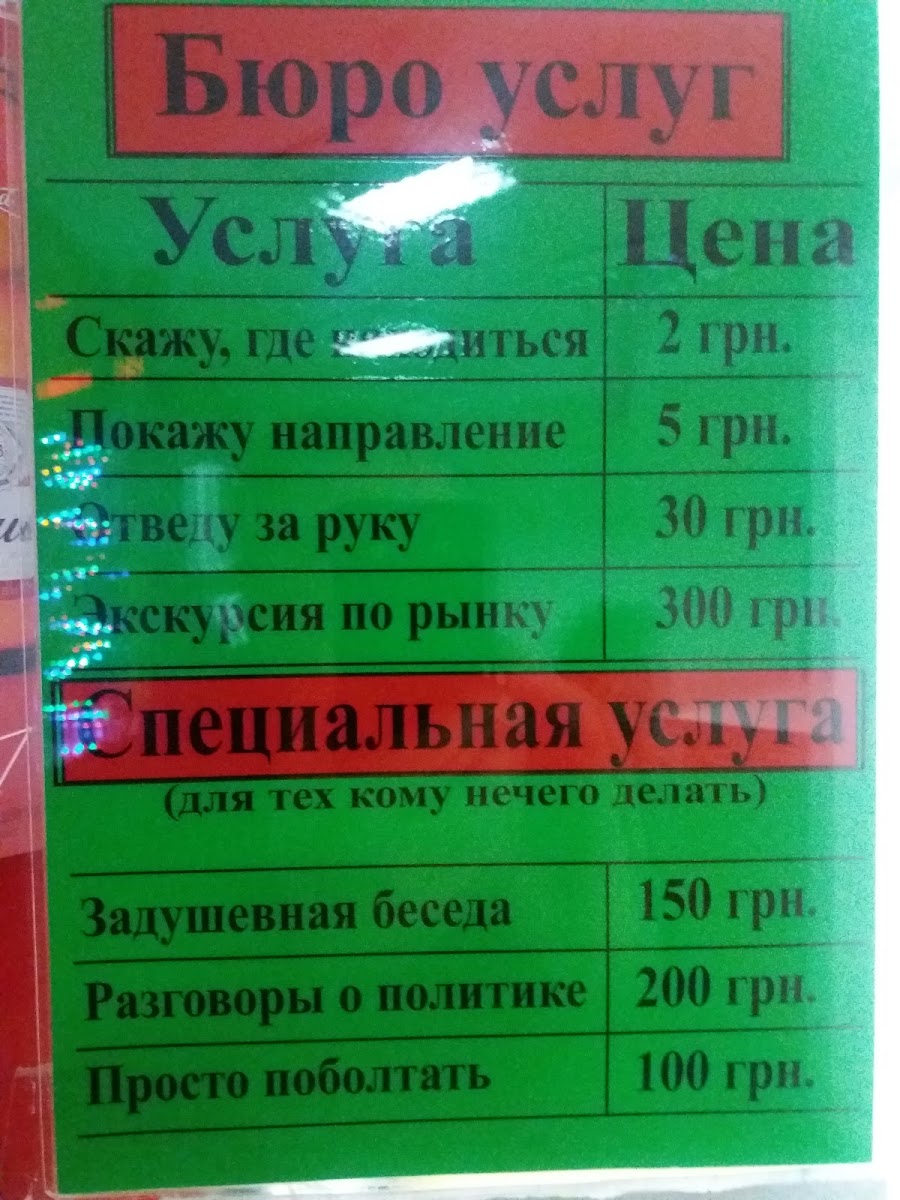 Бюро услуг
Услуга Цена
Скажу, где находиться 2 грн.
Покажу направление 5 грн.
Отведу за руку 30 грн.
Экскурсия по рынку 300 грн.
Специальная услуга
(для тех кому нечего делать)
Задушевная беседа 150 грн.
Разговоры о политике 200 грн.
Просто поболтать 100 грн.